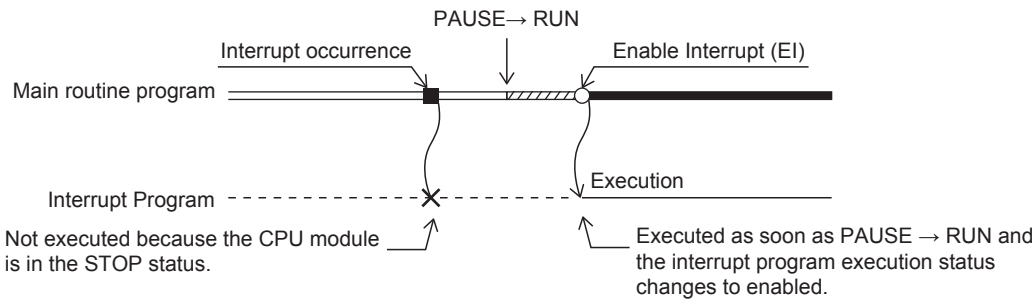 PAUSE→ RUN
Interrupt occurrence
Enable Interrupt (EI)
Main routine program
Execution
Interrupt Program
Not executed because the CPU module
is in the STOP status.
Executed as soon as PAUSE → RUN and
the interrupt program execution status
changes to enabled.